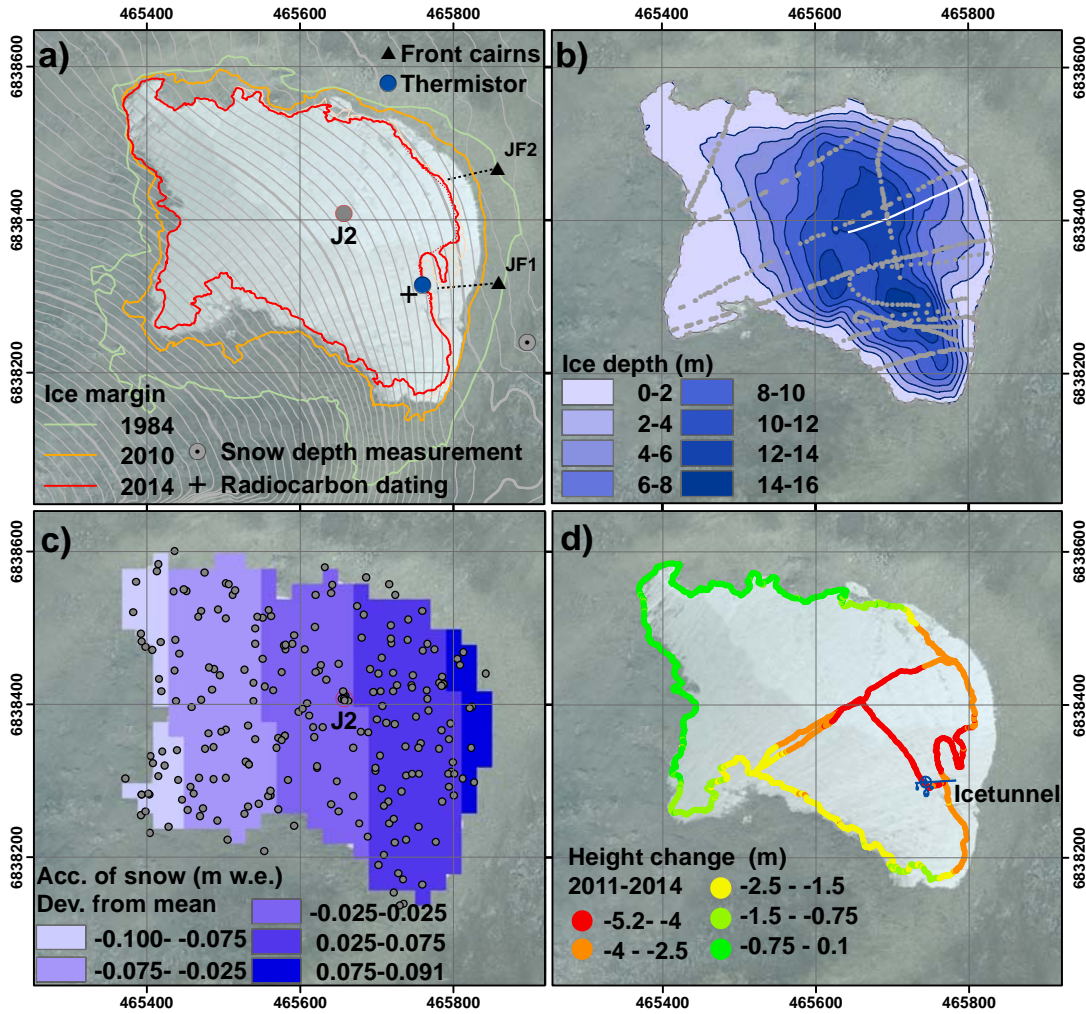 465400 465600 465800 465400 465600 465800
6838600
6838400
6838200
a)
Front cairns
Thermistor
JF2
J2
JF1
Ice margin
1984
2010
2014
Snow depth measurement
Radiocarbon dating
b)
Ice depth (m)
0-2
2-4
4-6
6-8
8-10
10-12
12-14
14-16
6838600
6838400
6838200
6838600
6838400
6838200
c)
J2
Acc. of snow (m w.e.)
Dev. from mean
-0.100- -0.075
-0.075- -0.025
-0.025-0.025
0.025-0.075
0.075-0.091
d)
Icetunnel
Height change (m)
2011-2014
-5.2- -4
-4 - -2.5
-2.5 - -1.5
-1.5 - -0.75
-0.75 - 0.1
6838600
6838400
6838200
465400 465600 465800 465400 465600 465800